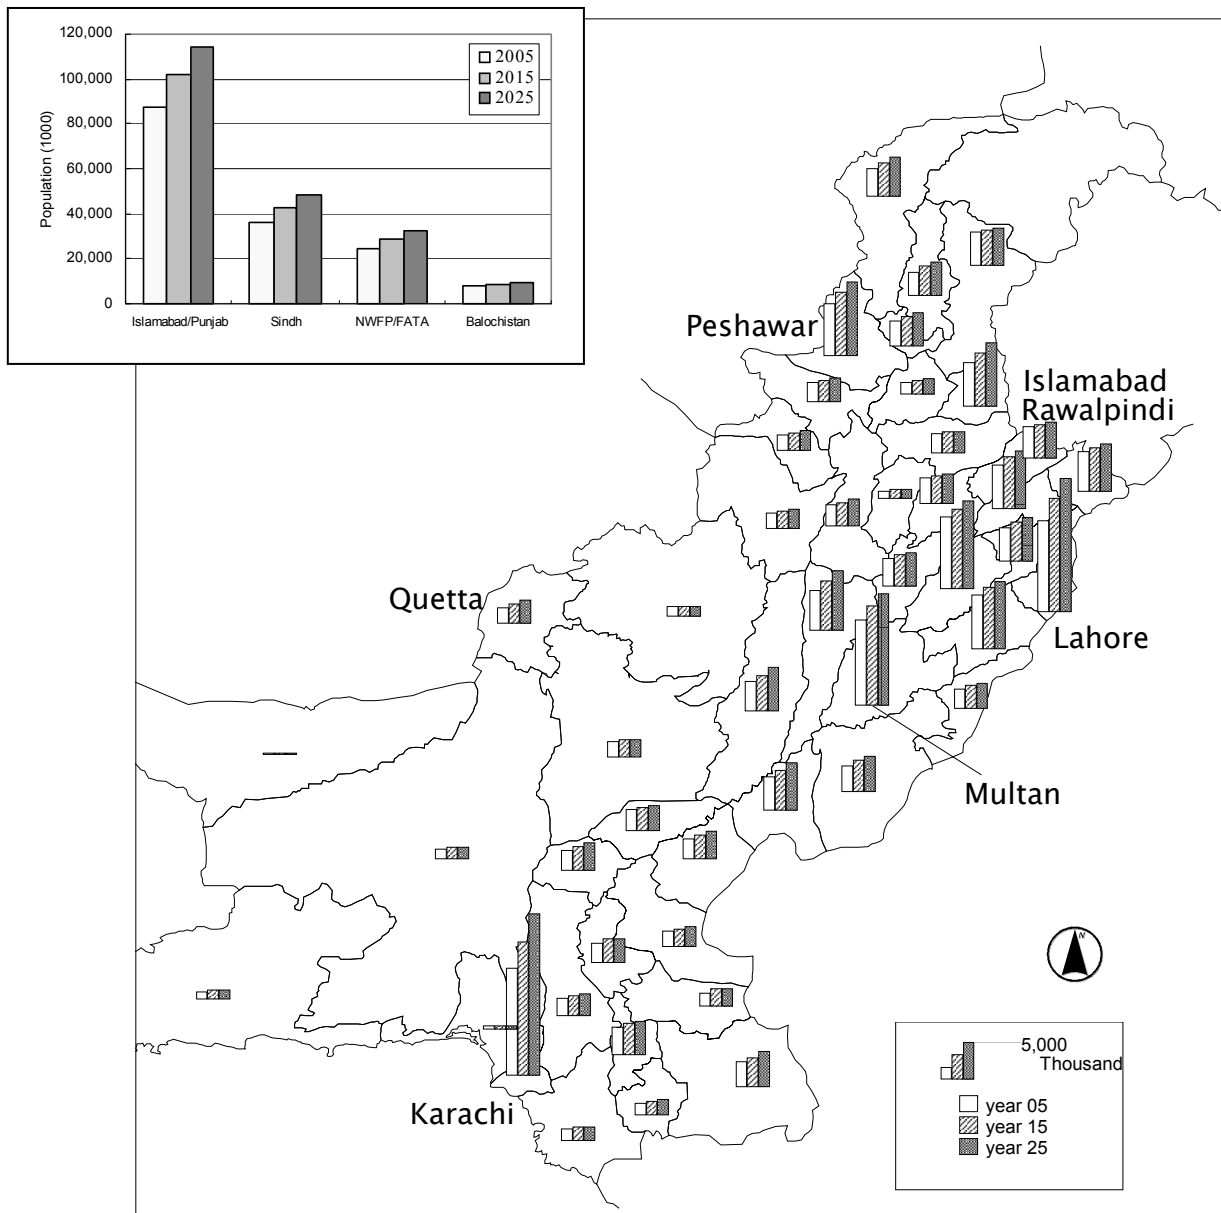 120,000
100,000
80,000
60,000
40,000
20,000
0
Population (1000)
2005
2015
2025
Islamabad/Punjab
Sindh
NWFP/FATA
Balochistan
Peshawar
Islamabad
Rawalpindi
Quetta
Lahore
Multan
Karachi
N
5,000
Thousand
year 05
year 15
year 25